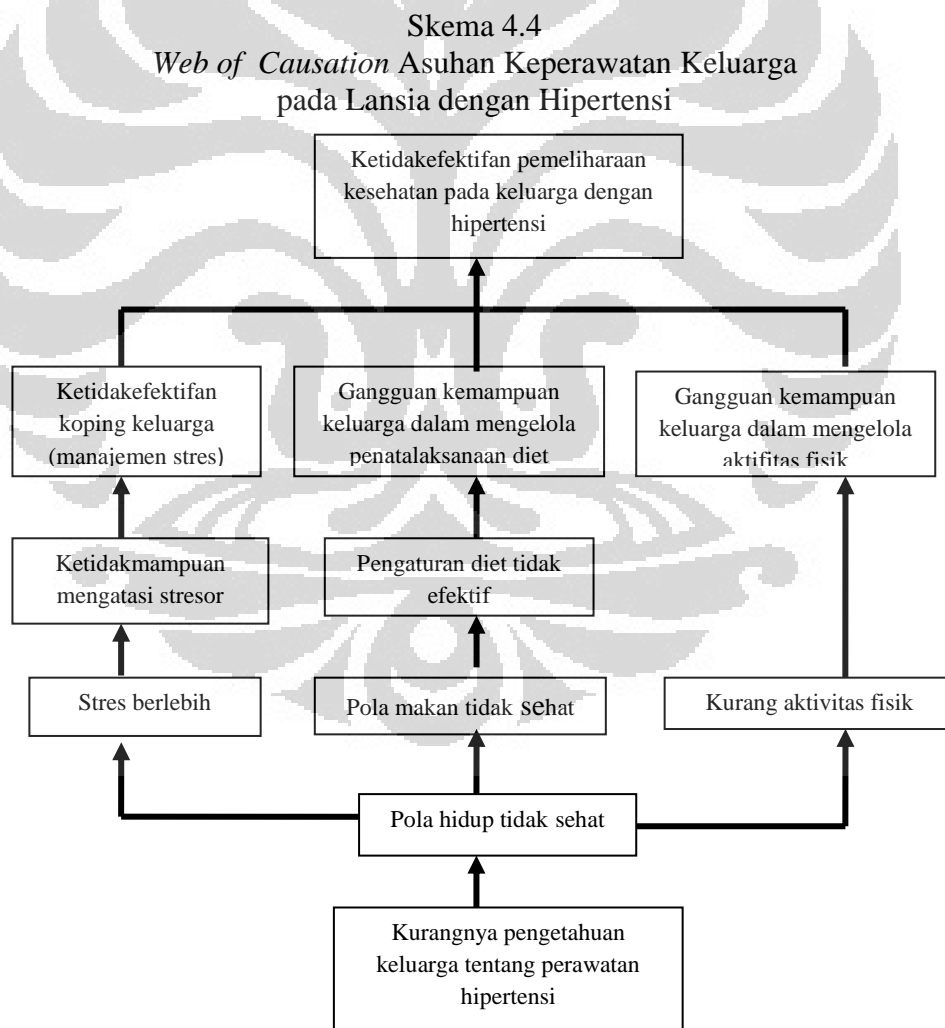 Skema 4.4
Web of Causation Asuhan Keperawatan Keluarga
pada Lansia dengan Hipertensi
Ketidakefektifan pemeliharaan
kesehatan pada keluarga dengan
hipertensi
Ketidakefektifan
koping keluarga
(manajemen stres)
Gangguan kemampuan
keluarga dalam mengelola
penatalaksanaan diet
Gangguan kemampuan
keluarga dalam mengelola
aktifitas fisik
Ketidakmampuan
mengatasi stresor
Pengaturan diet tidak
efektif
Stres berlebih
Pola makan tidak sehat
Kurang aktivitas fisik
Pola hidup tidak sehat
Kurangnya pengetahuan
keluarga tentang perawatan
hipertensi